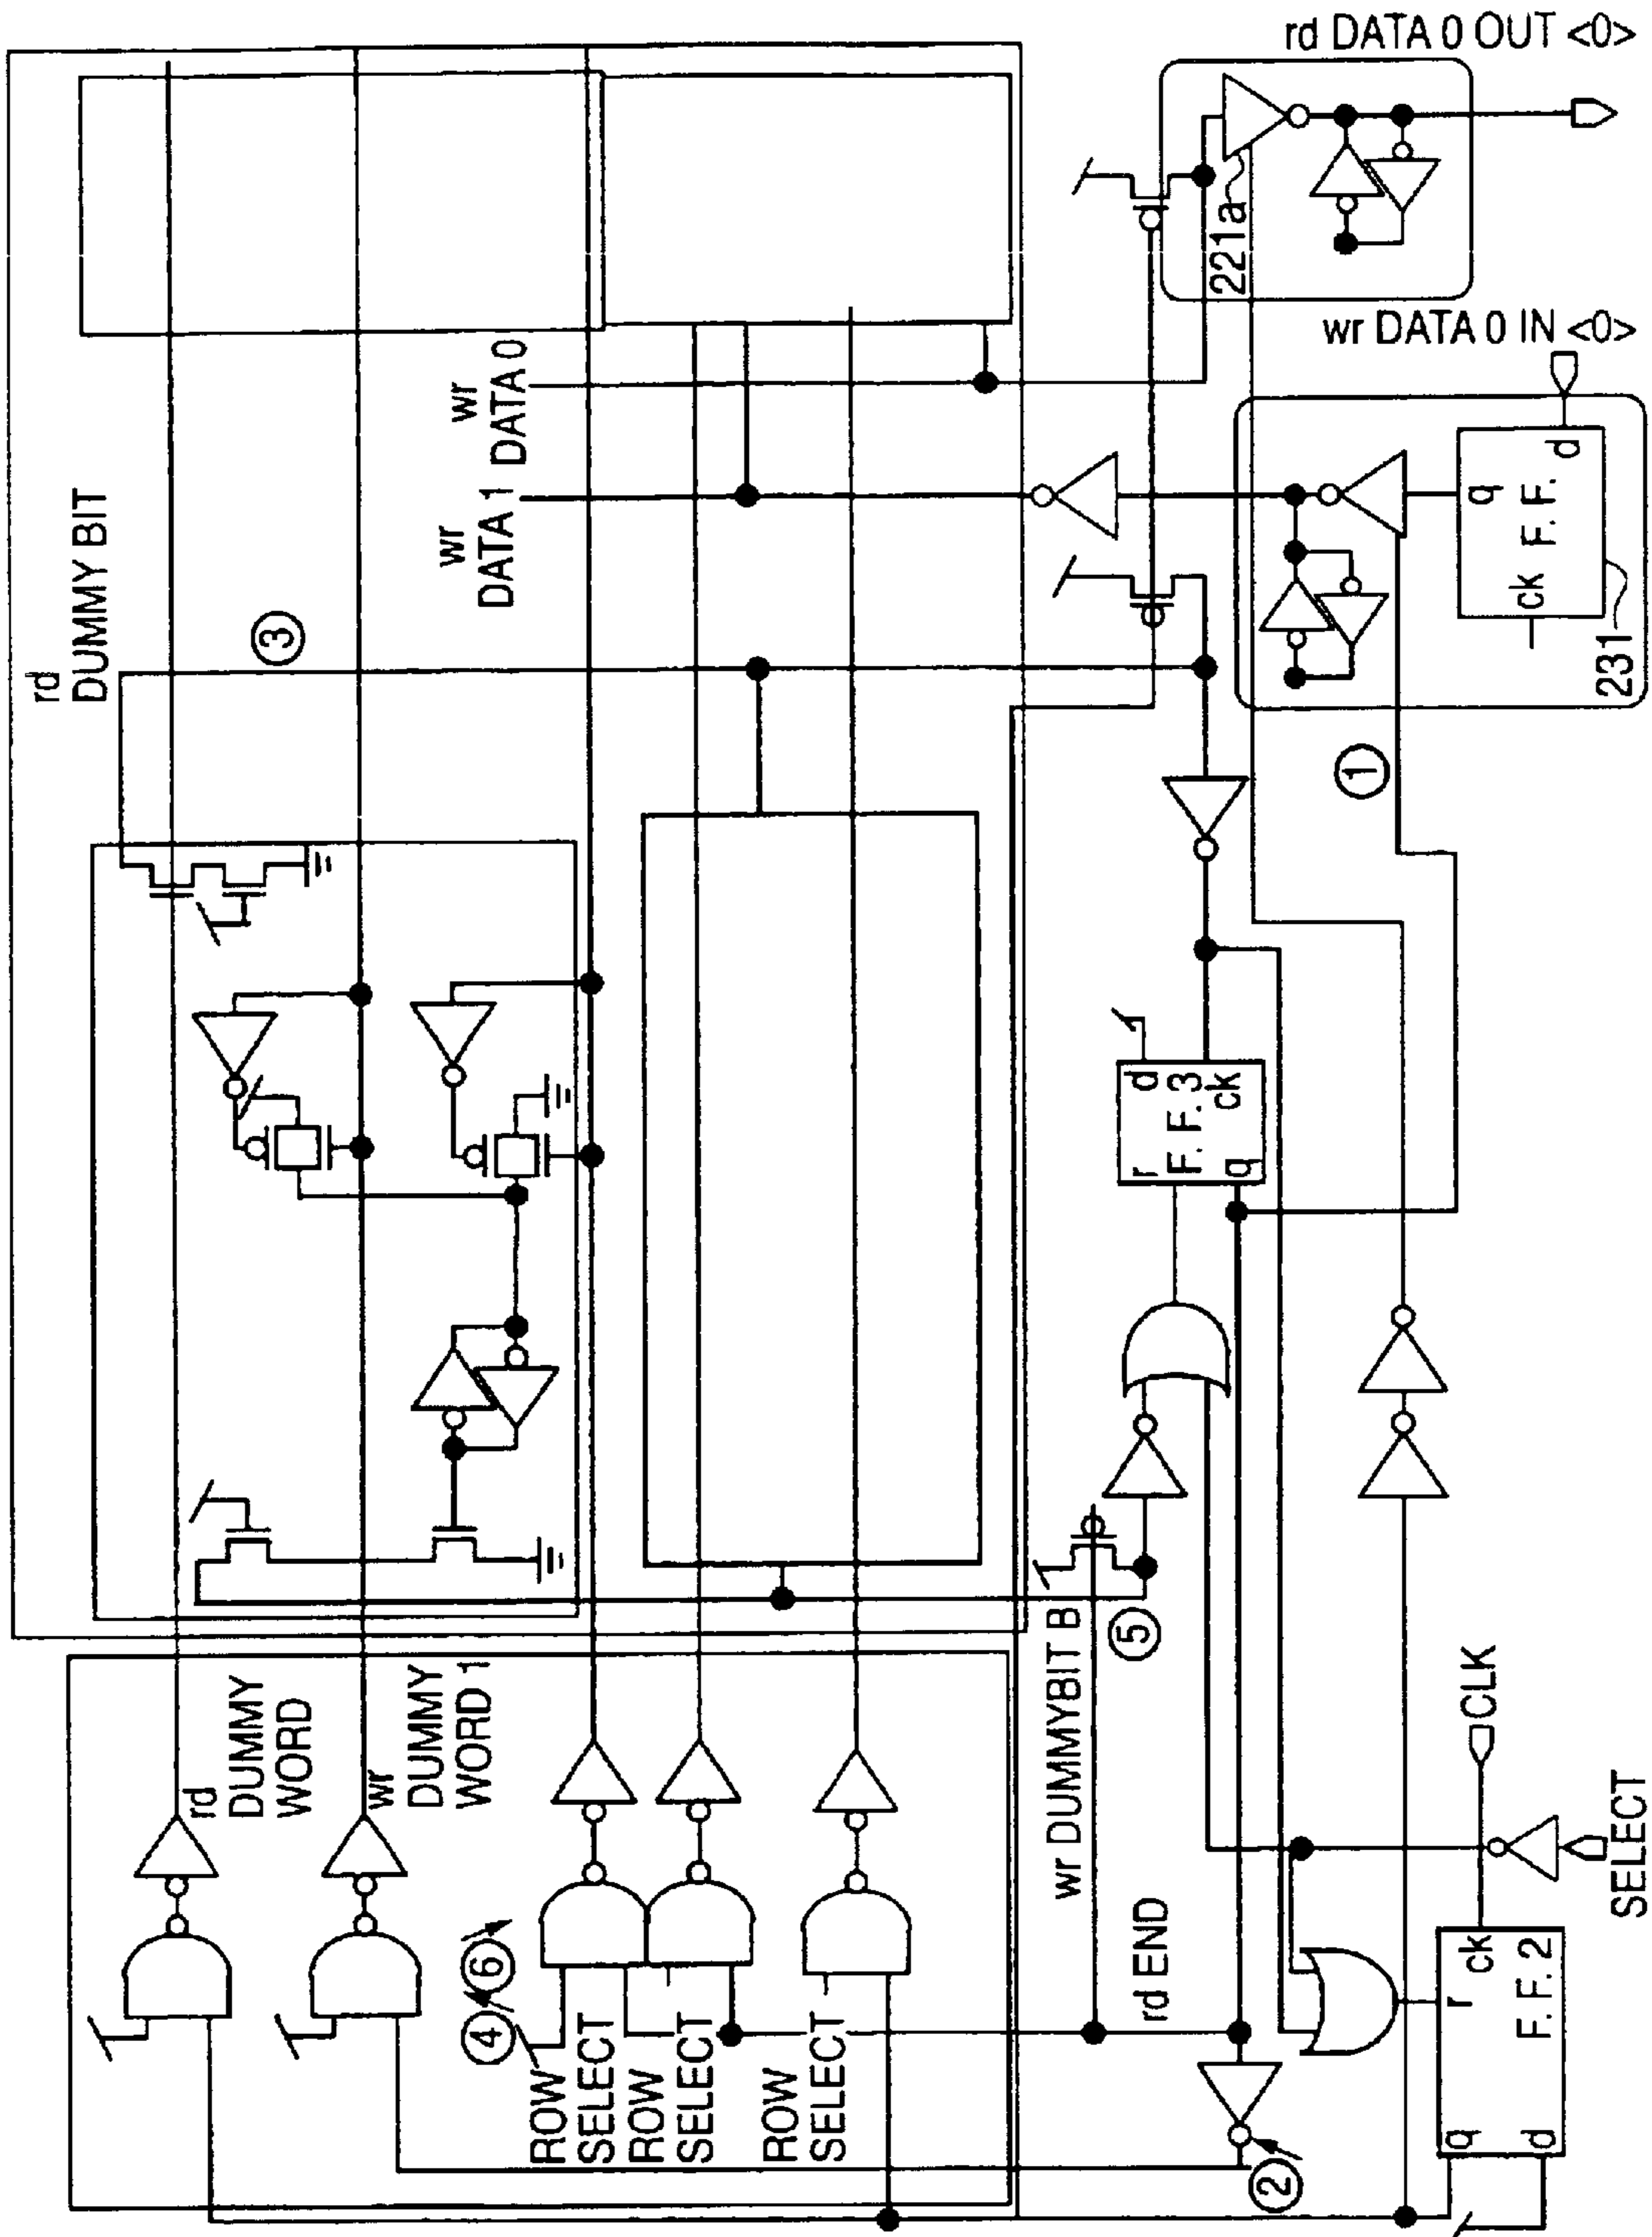 rd
DUMMY BIT
③
wr
DATA 1
wr
DATA 0
rd DATA 0 OUT <0>
221a
wr DATA 0 IN <0>
q
d
ck F. F.
231
①
d
r
F. F. 3
ck
q
rd
DUMMY
WORD
wr
DUMMY
WORD 1
④/⑥
ROW
SELECT
ROW
SELECT
ROW
SELECT
wr DUMMYBIT B
⑤
rd END
②
CLK
SELECT
ck
r
F. F. 2
q
d